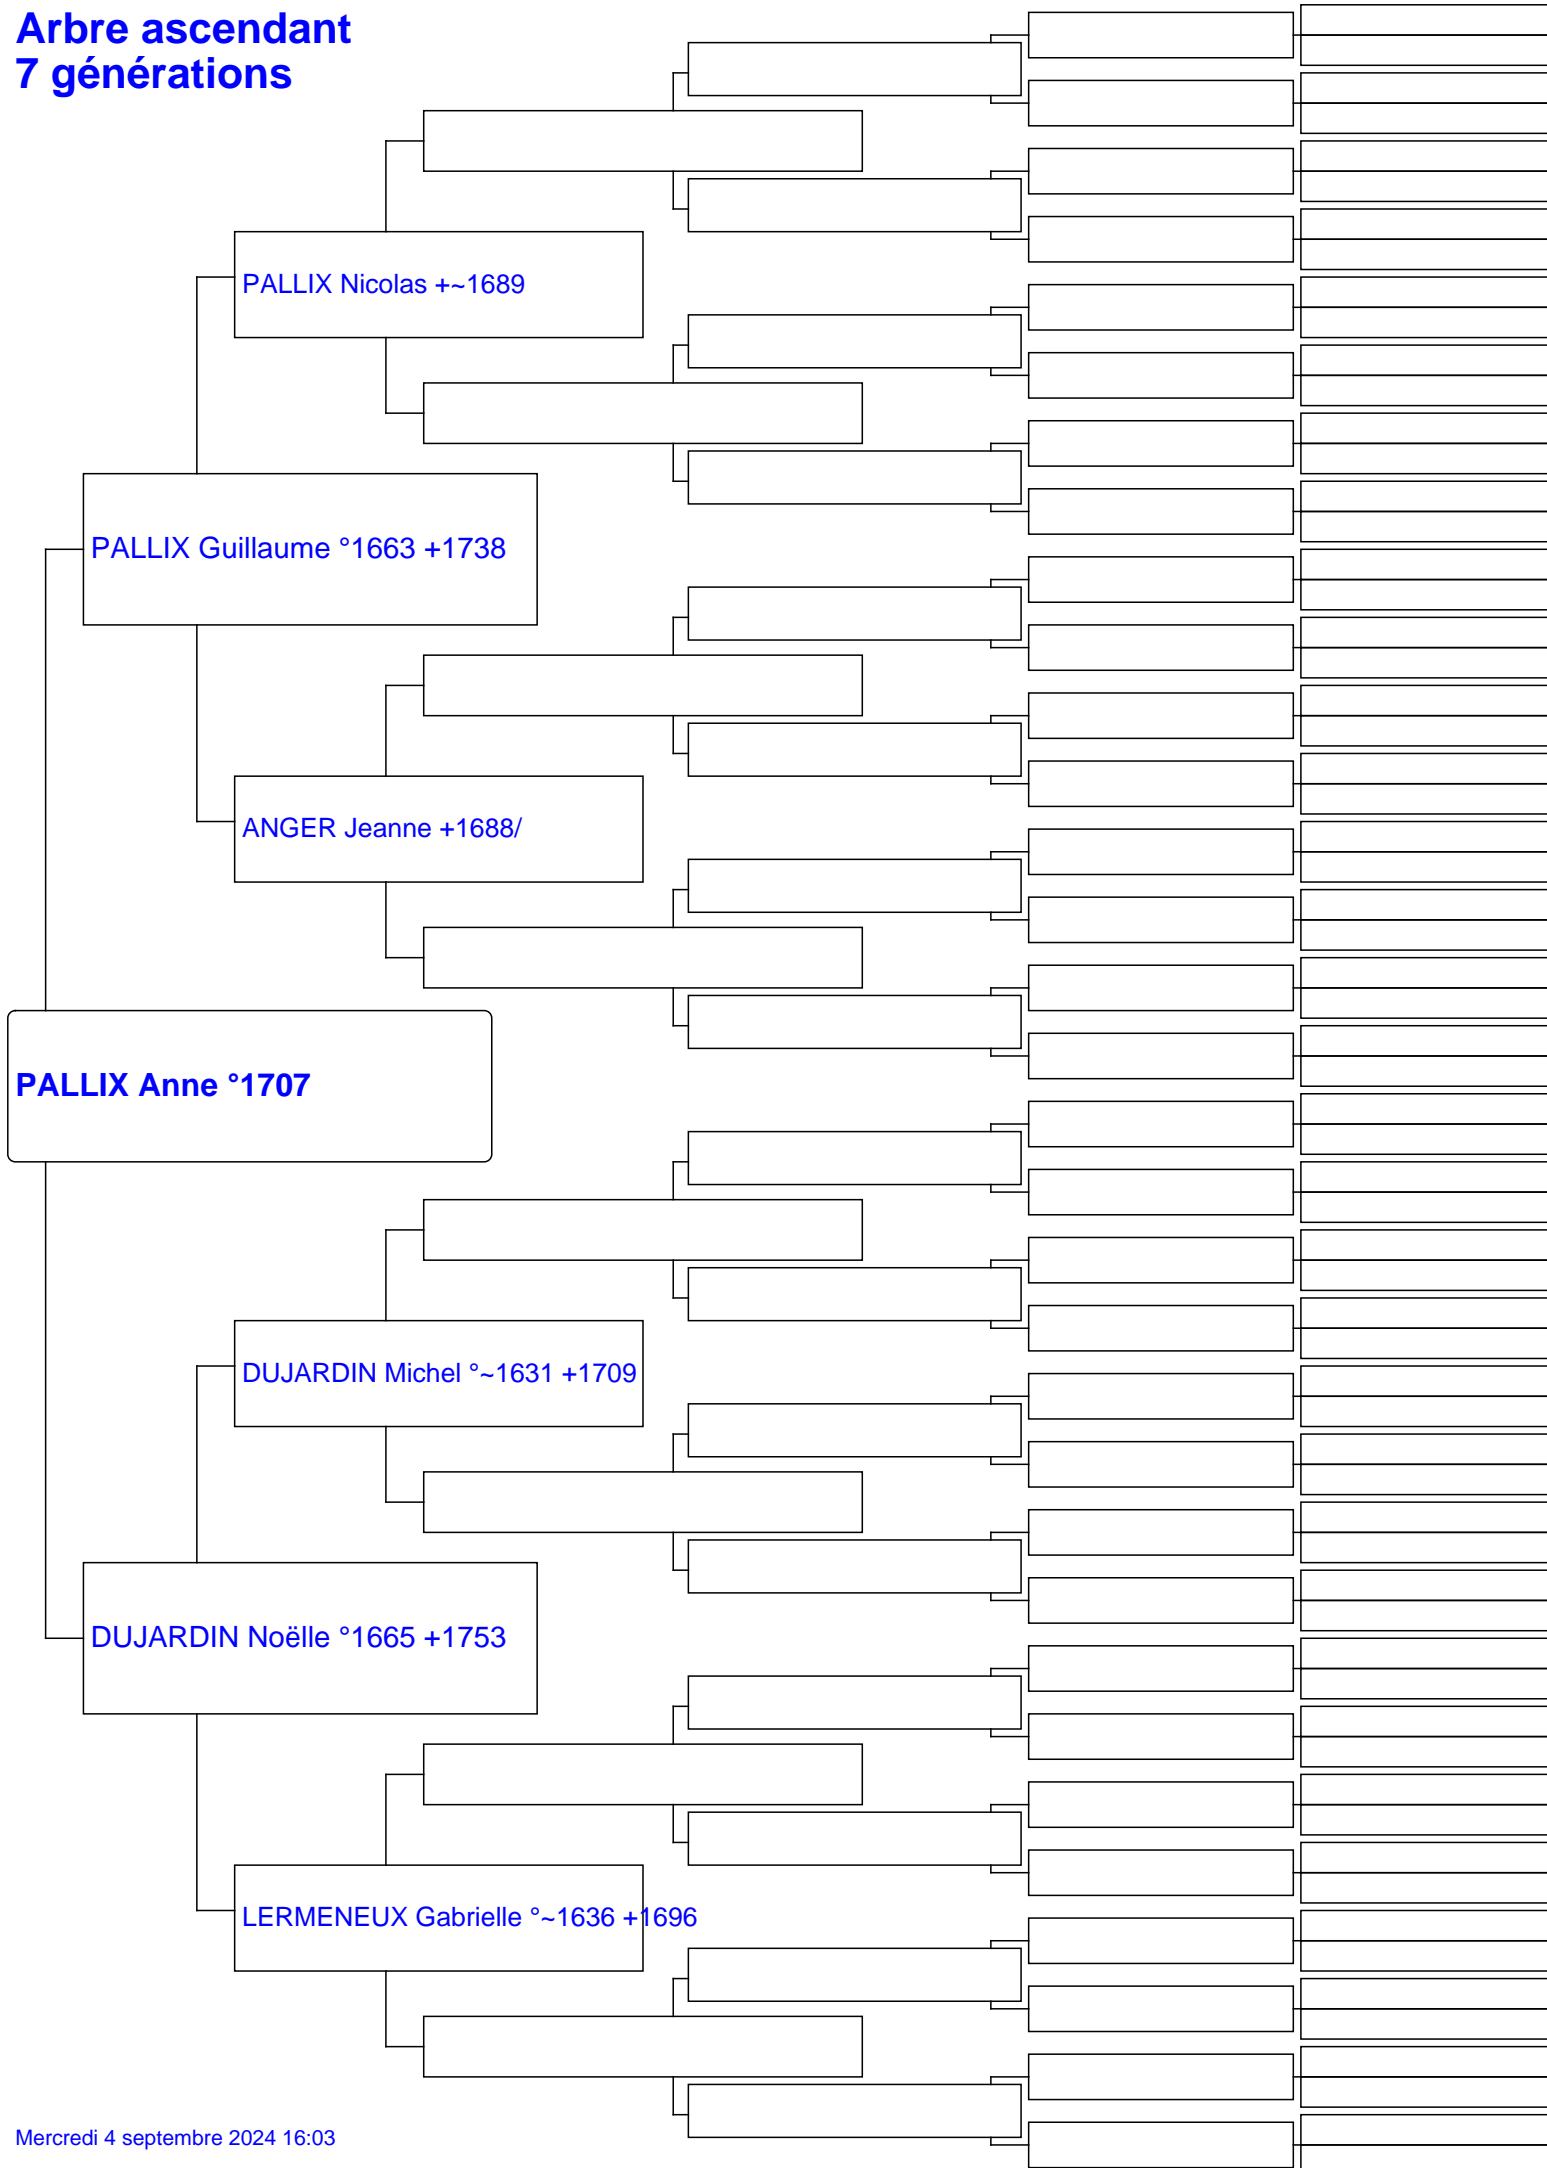 Arbre ascendant
7 générations
PALLIX Nicolas +~1689
PALLIX Guillaume °1663 +1738
ANGER Jeanne +1688/
PALLIX Anne °1707
DUJARDIN Michel °~1631 +1709
DUJARDIN Noëlle °1665 +1753
LERMENEUX Gabrielle °~1636 +1696
Mercredi 4 septembre 2024 16:03